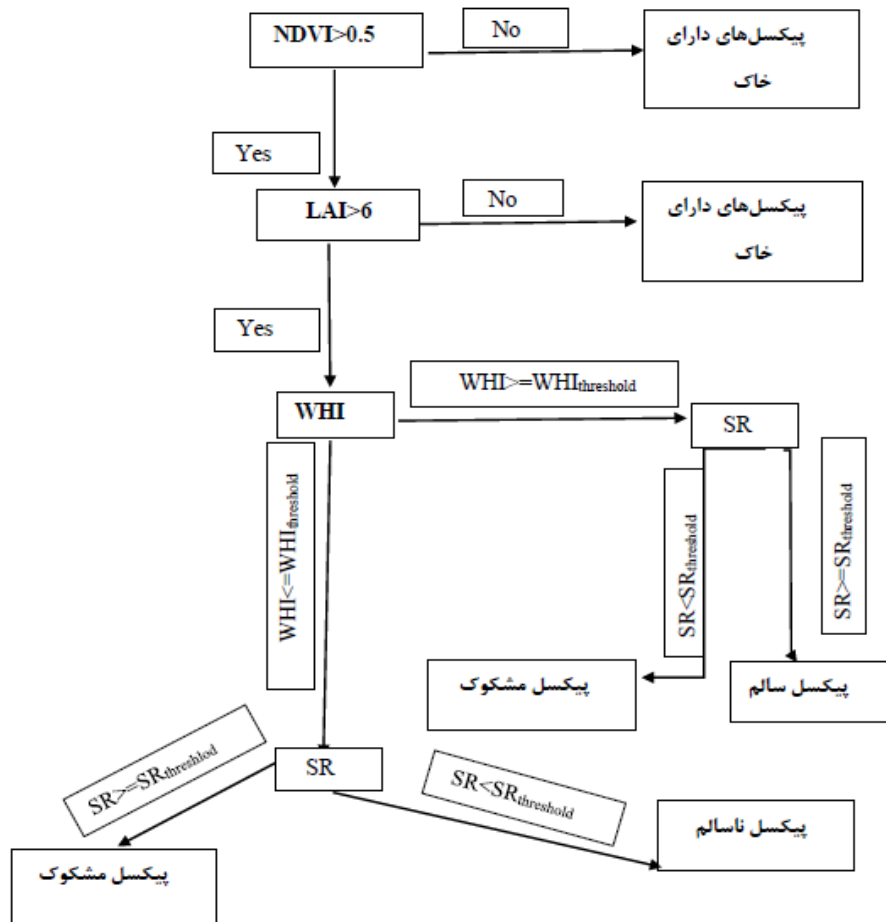 NDVI>0.5
No
پیکسل‌های دارای
خاک
Yes
LAI>6
No
پیکسل‌های دارای
خاک
Yes
WHI>=WHIthreshold
WHI
SR
WHI<=WHIthreshold
SR<SRthreshold
SR>=SRthreshold
پیکسل مشکوک
پیکسل سالم
SR
SR>=SRthreshlod
SR<SRthreshold
پیکسل ناسالم
پیکسل مشکوک